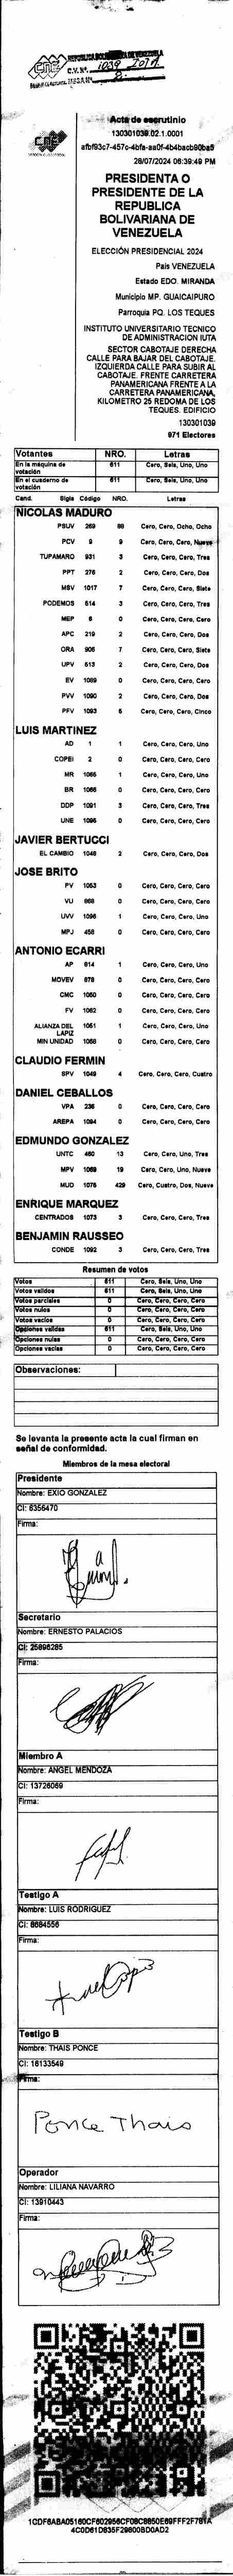 REPUBLICA BOLIVARIANA DE VENEZUELA
C.V. Nº. 1039 2017
CNE
Acta de escrutinio
130301039.02.1.0001
afbf93c7-457c-4bfa-aa0f-4b4bacb90ba5
28/07/2024 06:39:49 PM
PRESIDENTA O
PRESIDENTE DE LA
REPUBLICA
BOLIVARIANA DE
VENEZUELA
ELECCIÓN PRESIDENCIAL 2024
País VENEZUELA
Estado EDO. MIRANDA
Municipio MP. GUAICAIPURO
Parroquia PQ. LOS TEQUES
INSTITUTO UNIVERSITARIO TECNICO
DE ADMINISTRACION IUTA
SECTOR CABOTAJE DERECHA
CALLE PARA BAJAR DEL CABOTAJE.
IZQUIERDA CALLE PARA SUBIR AL
CABOTAJE. FRENTE CARRETERA
PANAMERICANA FRENTE A LA
CARRETERA PANAMERICANA,
KILOMETRO 25 REDOMA DE LOS
TEQUES. EDIFICIO
130301039
971 Electores
Votantes NRO. Letras
En la máquina de votación 611 Cero, Seis, Uno, Uno
En el cuaderno de votación 611 Cero, Seis, Uno, Uno
Cand. Sigla Código NRO. Letras
NICOLAS MADURO
PSUV 269 88 Cero, Cero, Ocho, Ocho
PCV 9 9 Cero, Cero, Cero, Nueve
TUPAMARO 931 3 Cero, Cero, Cero, Tres
PPT 276 2 Cero, Cero, Cero, Dos
MSV 1017 7 Cero, Cero, Cero, Siete
PODEMOS 614 3 Cero, Cero, Cero, Tres
MEP 6 0 Cero, Cero, Cero, Cero
APC 219 2 Cero, Cero, Cero, Dos
ORA 906 7 Cero, Cero, Cero, Siete
UPV 513 2 Cero, Cero, Cero, Dos
EV 1089 0 Cero, Cero, Cero, Cero
PVV 1090 2 Cero, Cero, Cero, Dos
PFV 1093 5 Cero, Cero, Cero, Cinco
LUIS MARTINEZ
AD 1 1 Cero, Cero, Cero, Uno
COPEI 2 0 Cero, Cero, Cero, Cero
MR 1065 1 Cero, Cero, Cero, Uno
BR 1066 0 Cero, Cero, Cero, Cero
DDP 1091 3 Cero, Cero, Cero, Tres
UNE 1095 0 Cero, Cero, Cero, Cero
JAVIER BERTUCCI
EL CAMBIO 1046 2 Cero, Cero, Cero, Dos
JOSE BRITO
PV 1053 0 Cero, Cero, Cero, Cero
VU 868 0 Cero, Cero, Cero, Cero
UVV 1096 1 Cero, Cero, Cero, Uno
MPJ 458 0 Cero, Cero, Cero, Cero
ANTONIO ECARRI
AP 914 1 Cero, Cero, Cero, Uno
MOVEV 878 0 Cero, Cero, Cero, Cero
CMC 1050 0 Cero, Cero, Cero, Cero
FV 1062 0 Cero, Cero, Cero, Cero
ALIANZA DEL LAPIZ 1051 1 Cero, Cero, Cero, Uno
MIN UNIDAD 1058 0 Cero, Cero, Cero, Cero
CLAUDIO FERMIN
SPV 1049 4 Cero, Cero, Cero, Cuatro
DANIEL CEBALLOS
VPA 236 0 Cero, Cero, Cero, Cero
AREPA 1094 0 Cero, Cero, Cero, Cero
EDMUNDO GONZALEZ
UNTC 460 13 Cero, Cero, Uno, Tres
MPV 1069 19 Cero, Cero, Uno, Nueve
MUD 1075 429 Cero, Cuatro, Dos, Nueve
ENRIQUE MARQUEZ
CENTRADOS 1073 3 Cero, Cero, Cero, Tres
BENJAMIN RAUSSEO
CONDE 1092 3 Cero, Cero, Cero, Tres
Resumen de votos
Votos 611 Cero, Seis, Uno, Uno
Votos validos 611 Cero, Seis, Uno, Uno
Votos parciales 0 Cero, Cero, Cero, Cero
Votos nulos 0 Cero, Cero, Cero, Cero
Votos vacios 0 Cero, Cero, Cero, Cero
Opciones validas 611 Cero, Seis, Uno, Uno
Opciones nulas 0 Cero, Cero, Cero, Cero
Opciones vacias 0 Cero, Cero, Cero, Cero
Observaciones:
Se levanta la presente acta la cual firman en
señal de conformidad.
Miembros de la mesa electoral
Presidente
Nombre: EXIO GONZALEZ
CI: 6355470
Firma:
Secretario
Nombre: ERNESTO PALACIOS
CI: 25896285
Firma:
Miembro A
Nombre: ANGEL MENDOZA
CI: 13726069
Firma:
Testigo A
Nombre: LUIS RODRIGUEZ
CI: 8684556
Firma:
Testigo B
Nombre: THAIS PONCE
CI: 16133549
Firma:
Ponce Thais
Operador
Nombre: LILIANA NAVARRO
CI: 13910443
Firma:
1CDF6ABA05160CF602956CF08C8850E69FFF2F781A
4C0D61D835F29800BD0AD2